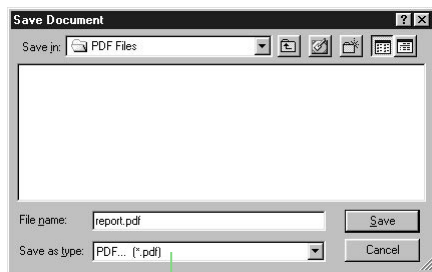 Save Document
Save in: PDF Files
File name: report.pdf Save
Save as type: PDF... (*.pdf) Cancel